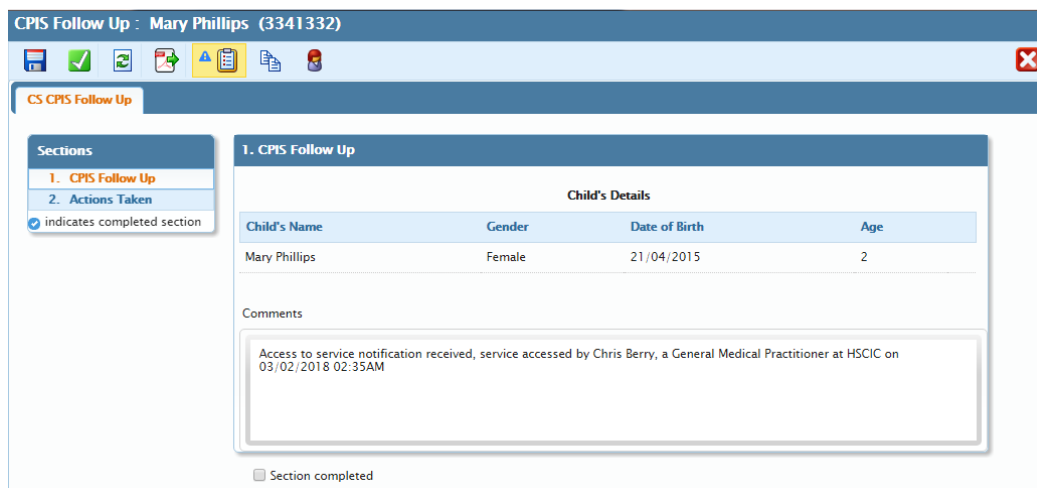 CPIS Follow Up : Mary Phillips (3341332)
CS CPIS Follow Up
Sections
1. CPIS Follow Up
2. Actions Taken
indicates completed section
1. CPIS Follow Up
Child's Details
Child's Name Gender Date of Birth Age
Mary Phillips Female 21/04/2015 2
Comments
Access to service notification received, service accessed by Chris Berry, a General Medical Practitioner at HSCIC on
03/02/2018 02:35AM
Section completed